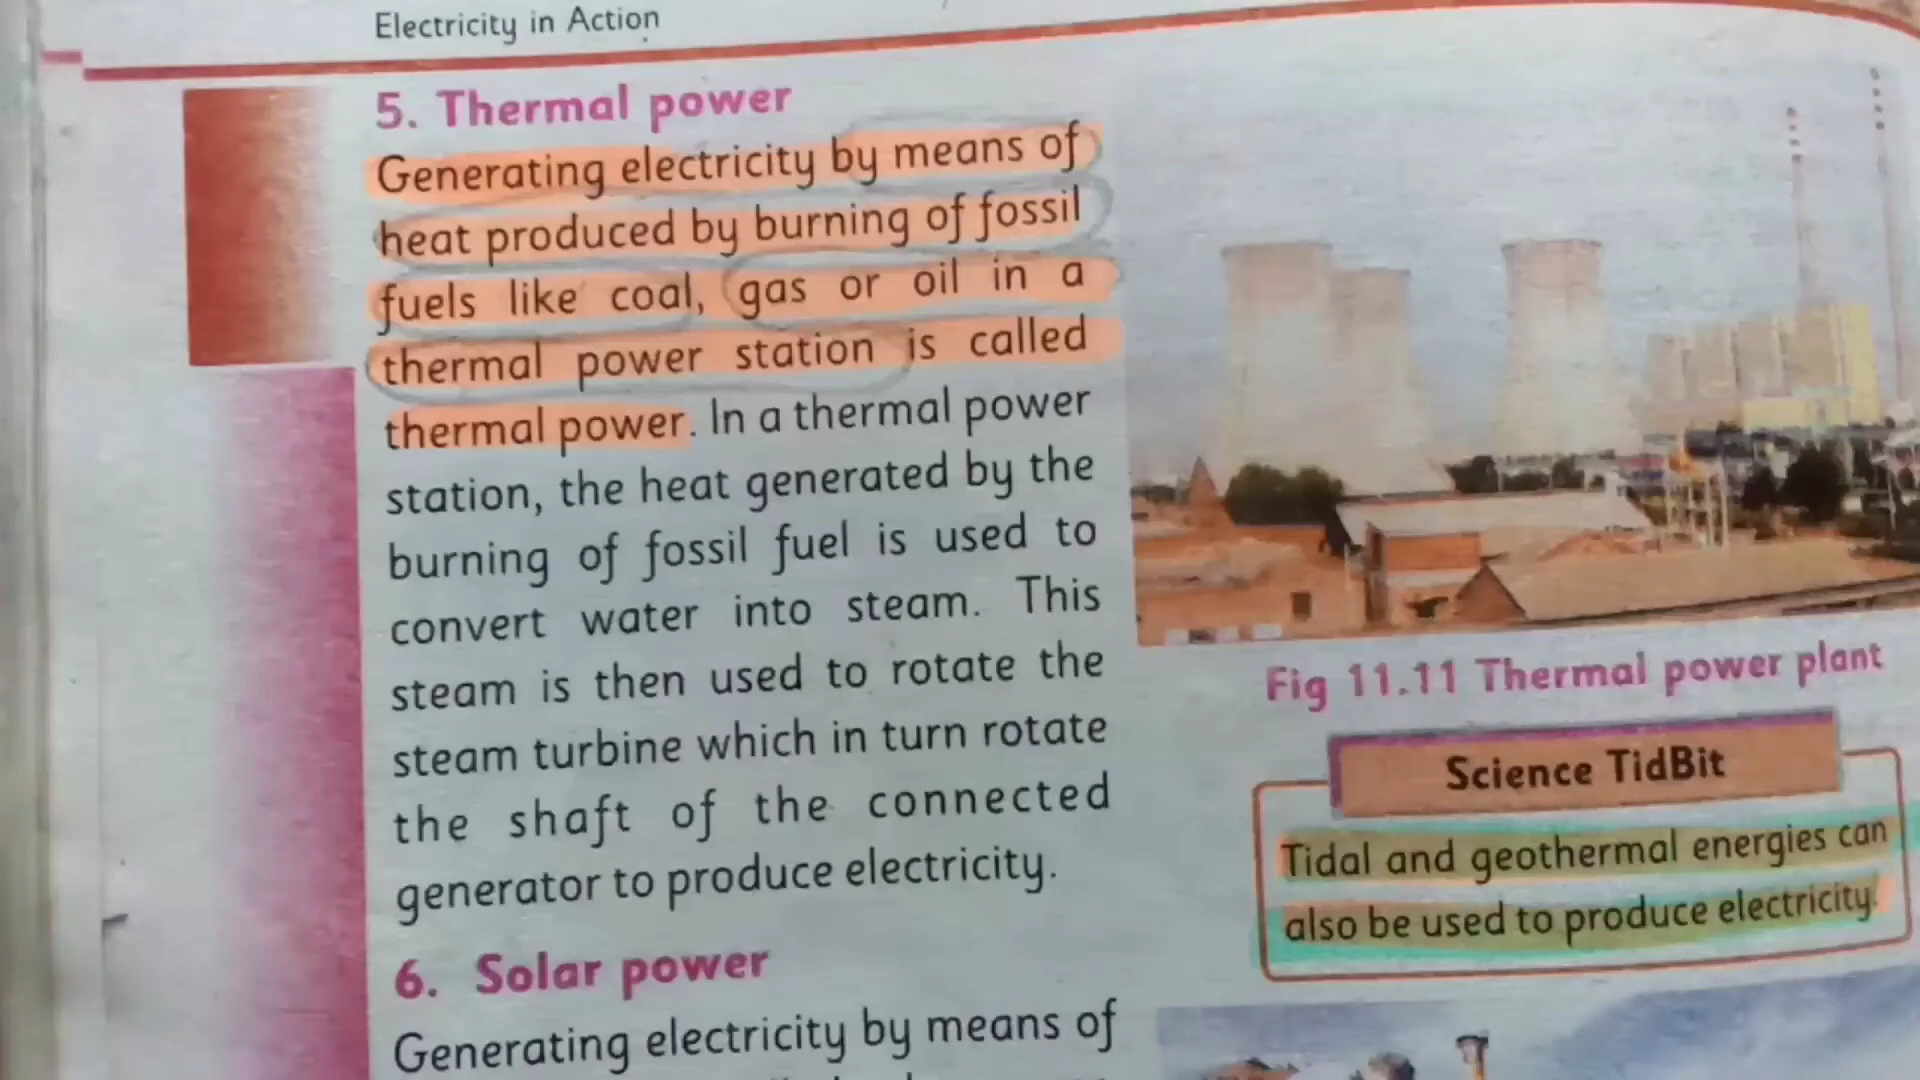 Electricity in Action
5. Thermal power
Generating electricity by means of
heat produced by burning of fossil
fuels like coal, gas or oil in a
thermal power station is called
thermal power. In a thermal power
station, the heat generated by the
burning of fossil fuel is used to
convert water into steam. This
steam is then used to rotate the
steam turbine which in turn rotate
the shaft of the connected
generator to produce electricity.
6. Solar power
Generating electricity by means of
Fig 11.11 Thermal power plant
Science TidBit
Tidal and geothermal energies can
also be used to produce electricity.